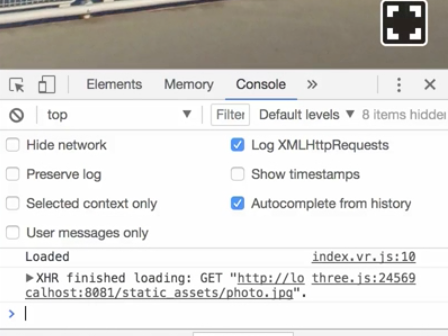 Elements Memory Console »
top ▼ Filter Default levels ▼ 8 items hidden
Hide network Log XMLHttpRequests
Preserve log Show timestamps
Selected context only Autocomplete from history
User messages only
Loaded index.vr.js:10
▶XHR finished loading: GET "http://lo three.js:24569
calhost:8081/static_assets/photo.jpg".
>